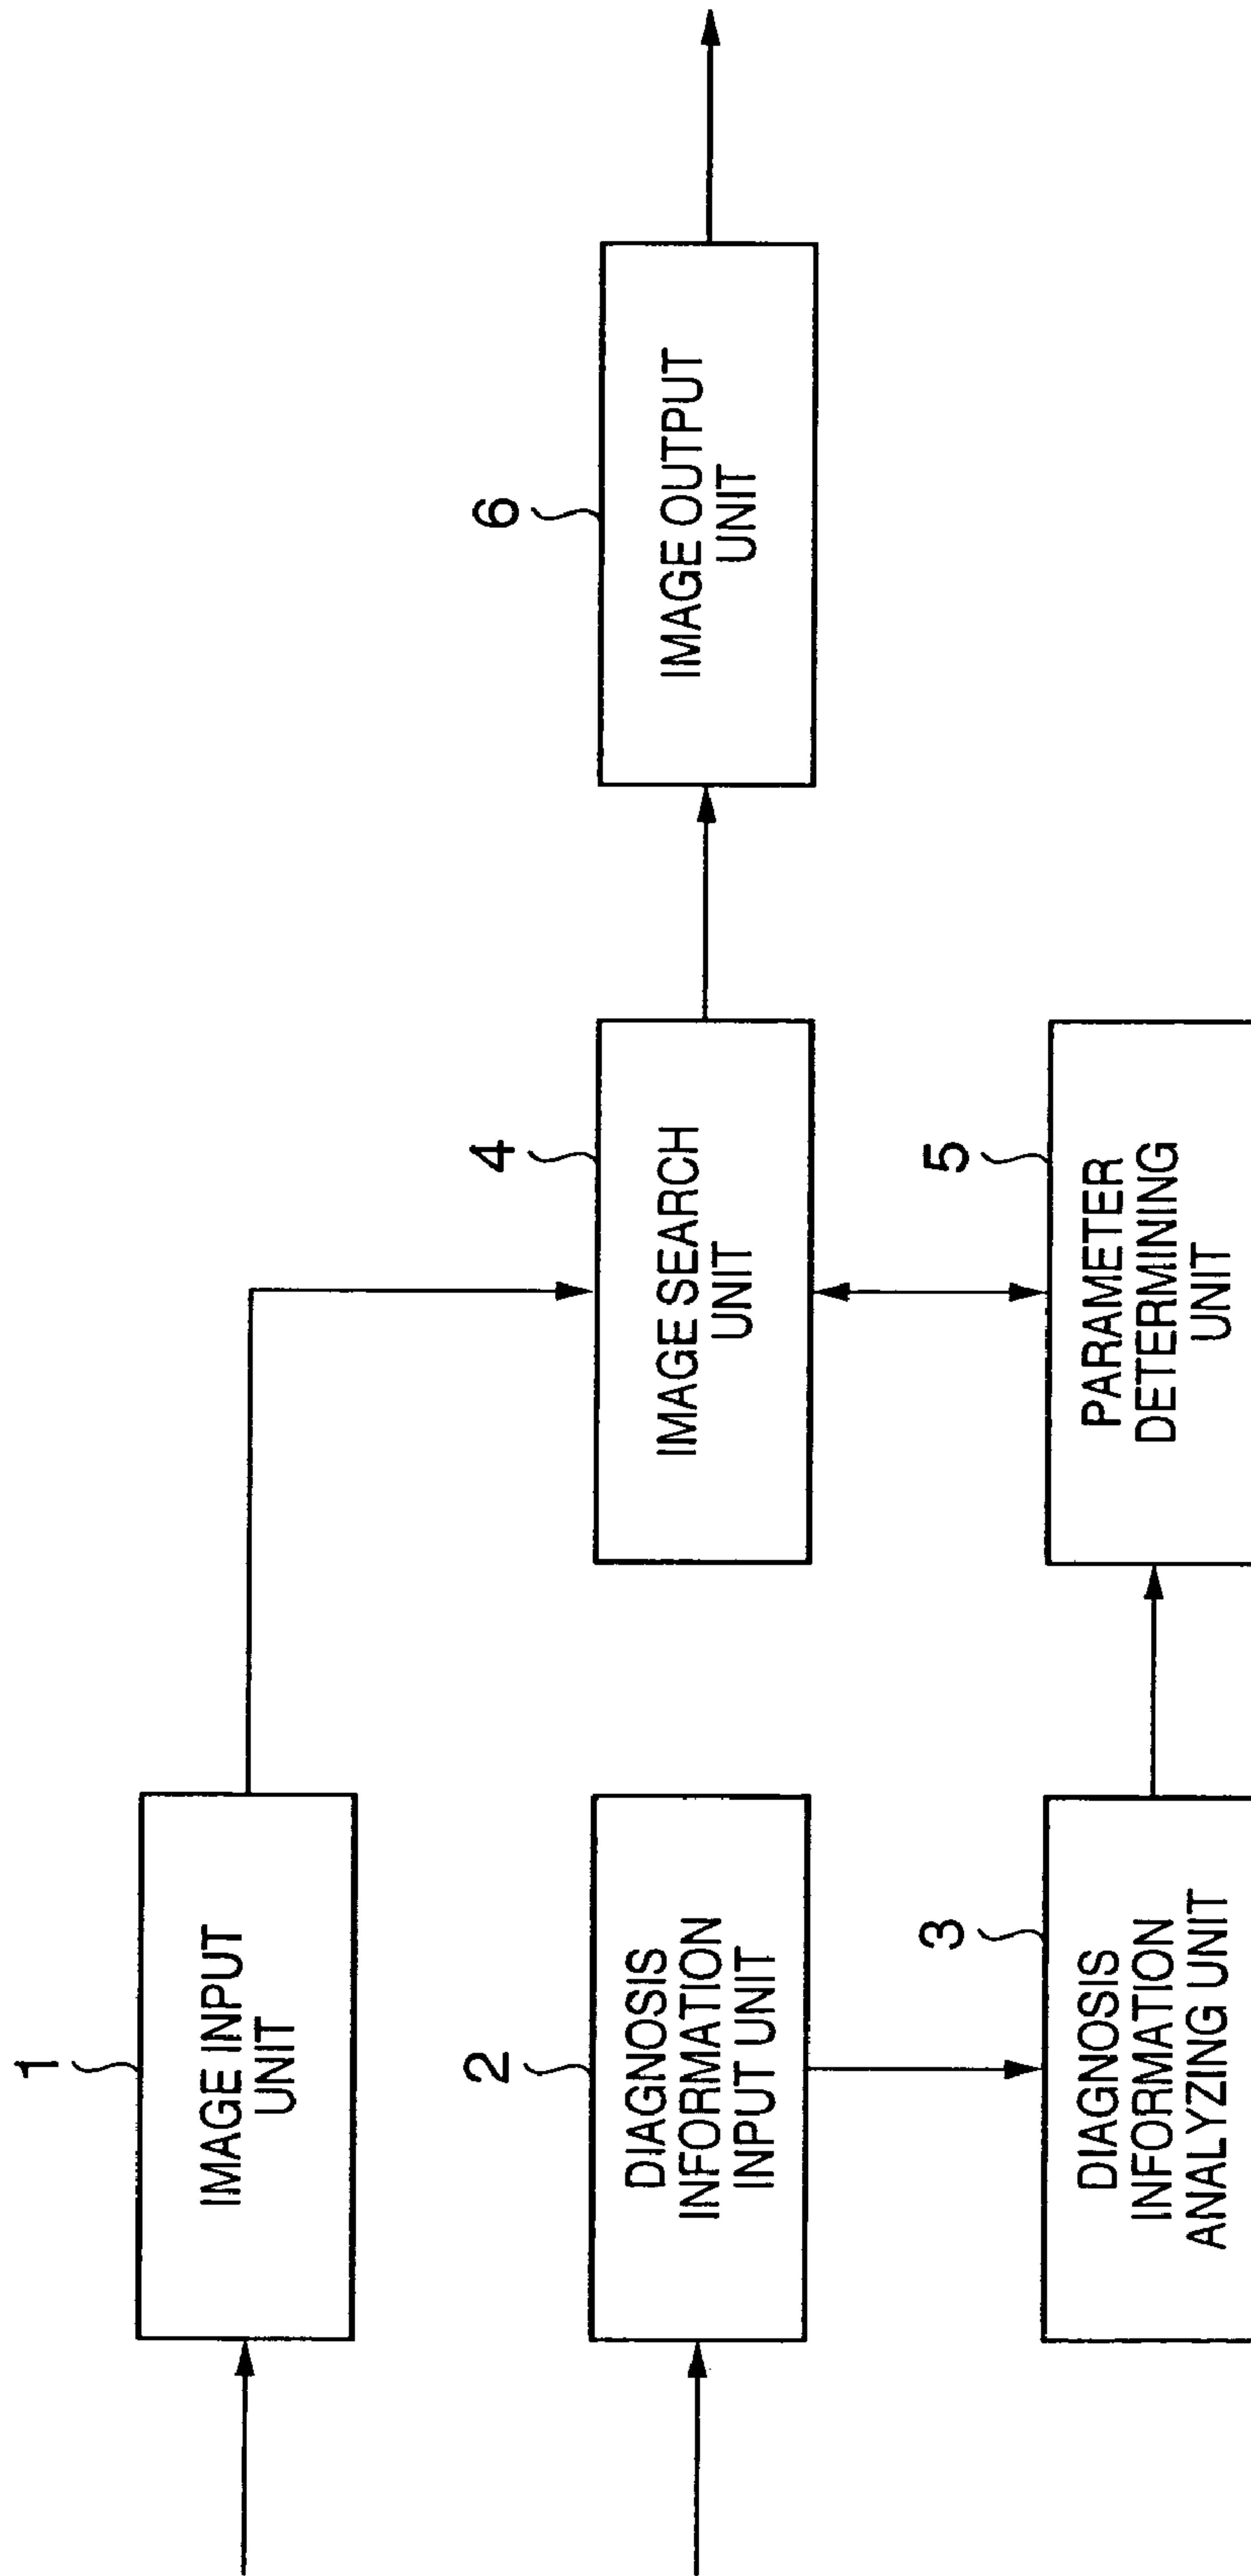 1
IMAGE INPUT
UNIT
2
DIAGNOSIS
INFORMATION
INPUT UNIT
3
DIAGNOSIS
INFORMATION
ANALYZING UNIT
4
IMAGE SEARCH
UNIT
5
PARAMETER
DETERMINING
UNIT
6
IMAGE OUTPUT
UNIT